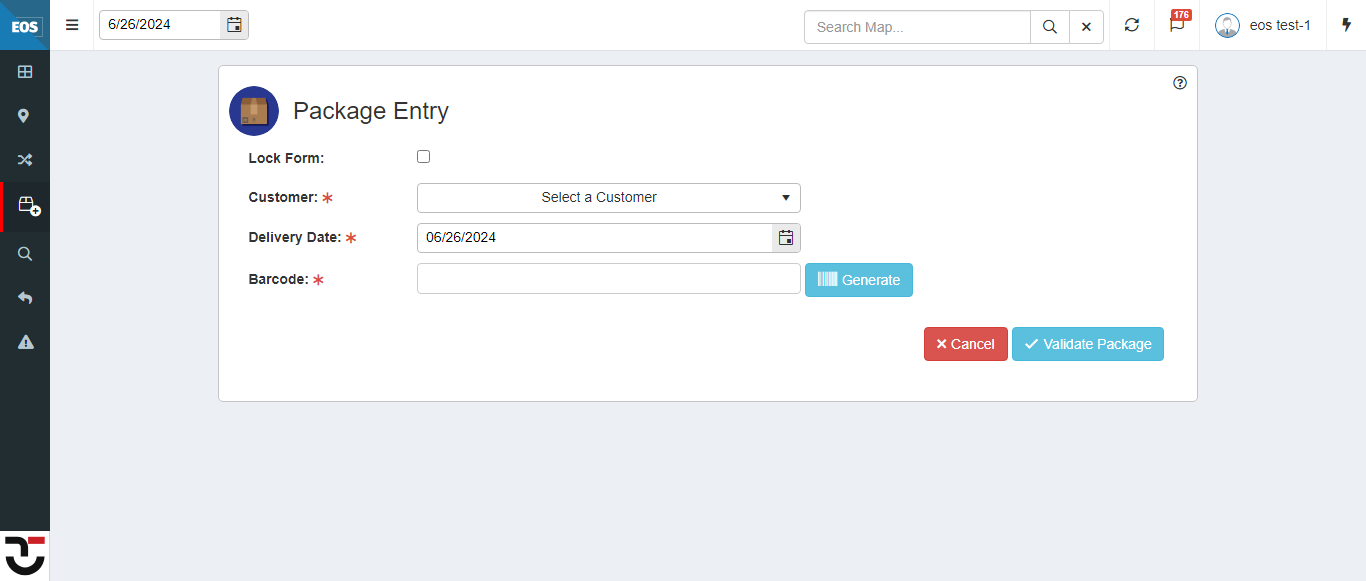 EOS
6/26/2024
Search Map...
176
eos test-1
Package Entry
Lock Form:
Customer: *
Select a Customer
Delivery Date: *
06/26/2024
Barcode: *
Generate
Cancel
Validate Package